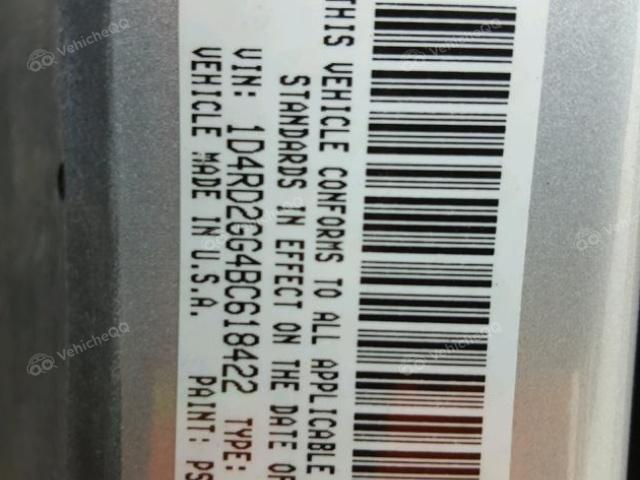 THIS VEHICLE CONFORMS TO ALL APPLICABLE
STANDARDS IN EFFECT ON THE DATE OF
VIN: 1D4RD2GG4BC618422 TYPE:
VEHICLE MADE IN U.S.A. PAINT: PS
VehicheQQ